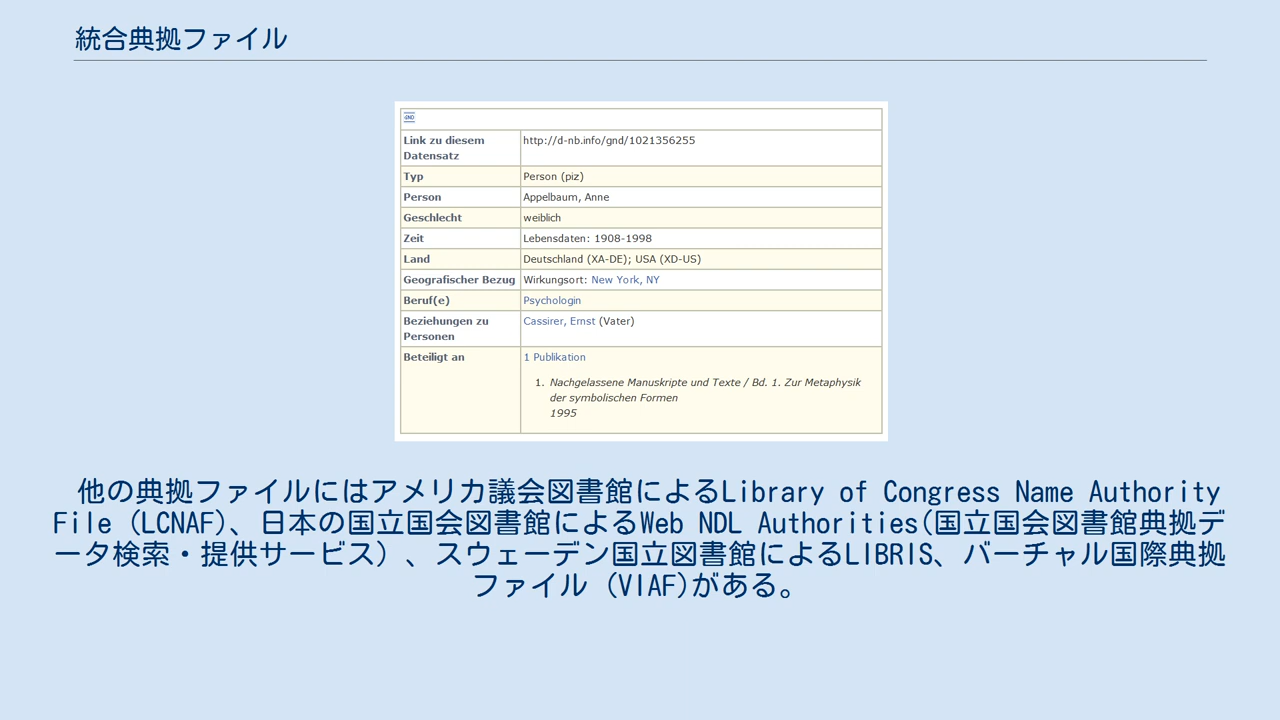 統合典拠ファイル
GND
Link zu diesem Datensatz http://d-nb.info/gnd/1021356255
Typ Person (piz)
Person Appelbaum, Anne
Geschlecht weiblich
Zeit Lebensdaten: 1908-1998
Land Deutschland (XA-DE); USA (XD-US)
Geografischer Bezug Wirkungsort: New York, NY
Beruf(e) Psychologin
Beziehungen zu Personen Cassirer, Ernst (Vater)
Beteiligt an 1 Publikation
1. Nachgelassene Manuskripte und Texte / Bd. 1. Zur Metaphysik
der symbolischen Formen
1995
他の典拠ファイルにはアメリカ議会図書館によるLibrary of Congress Name Authority
File (LCNAF)、日本の国立国会図書館によるWeb NDL Authorities(国立国会図書館典拠デ
ータ検索・提供サービス）、スウェーデン国立図書館によるLIBRIS、バーチャル国際典拠
ファイル (VIAF)がある。